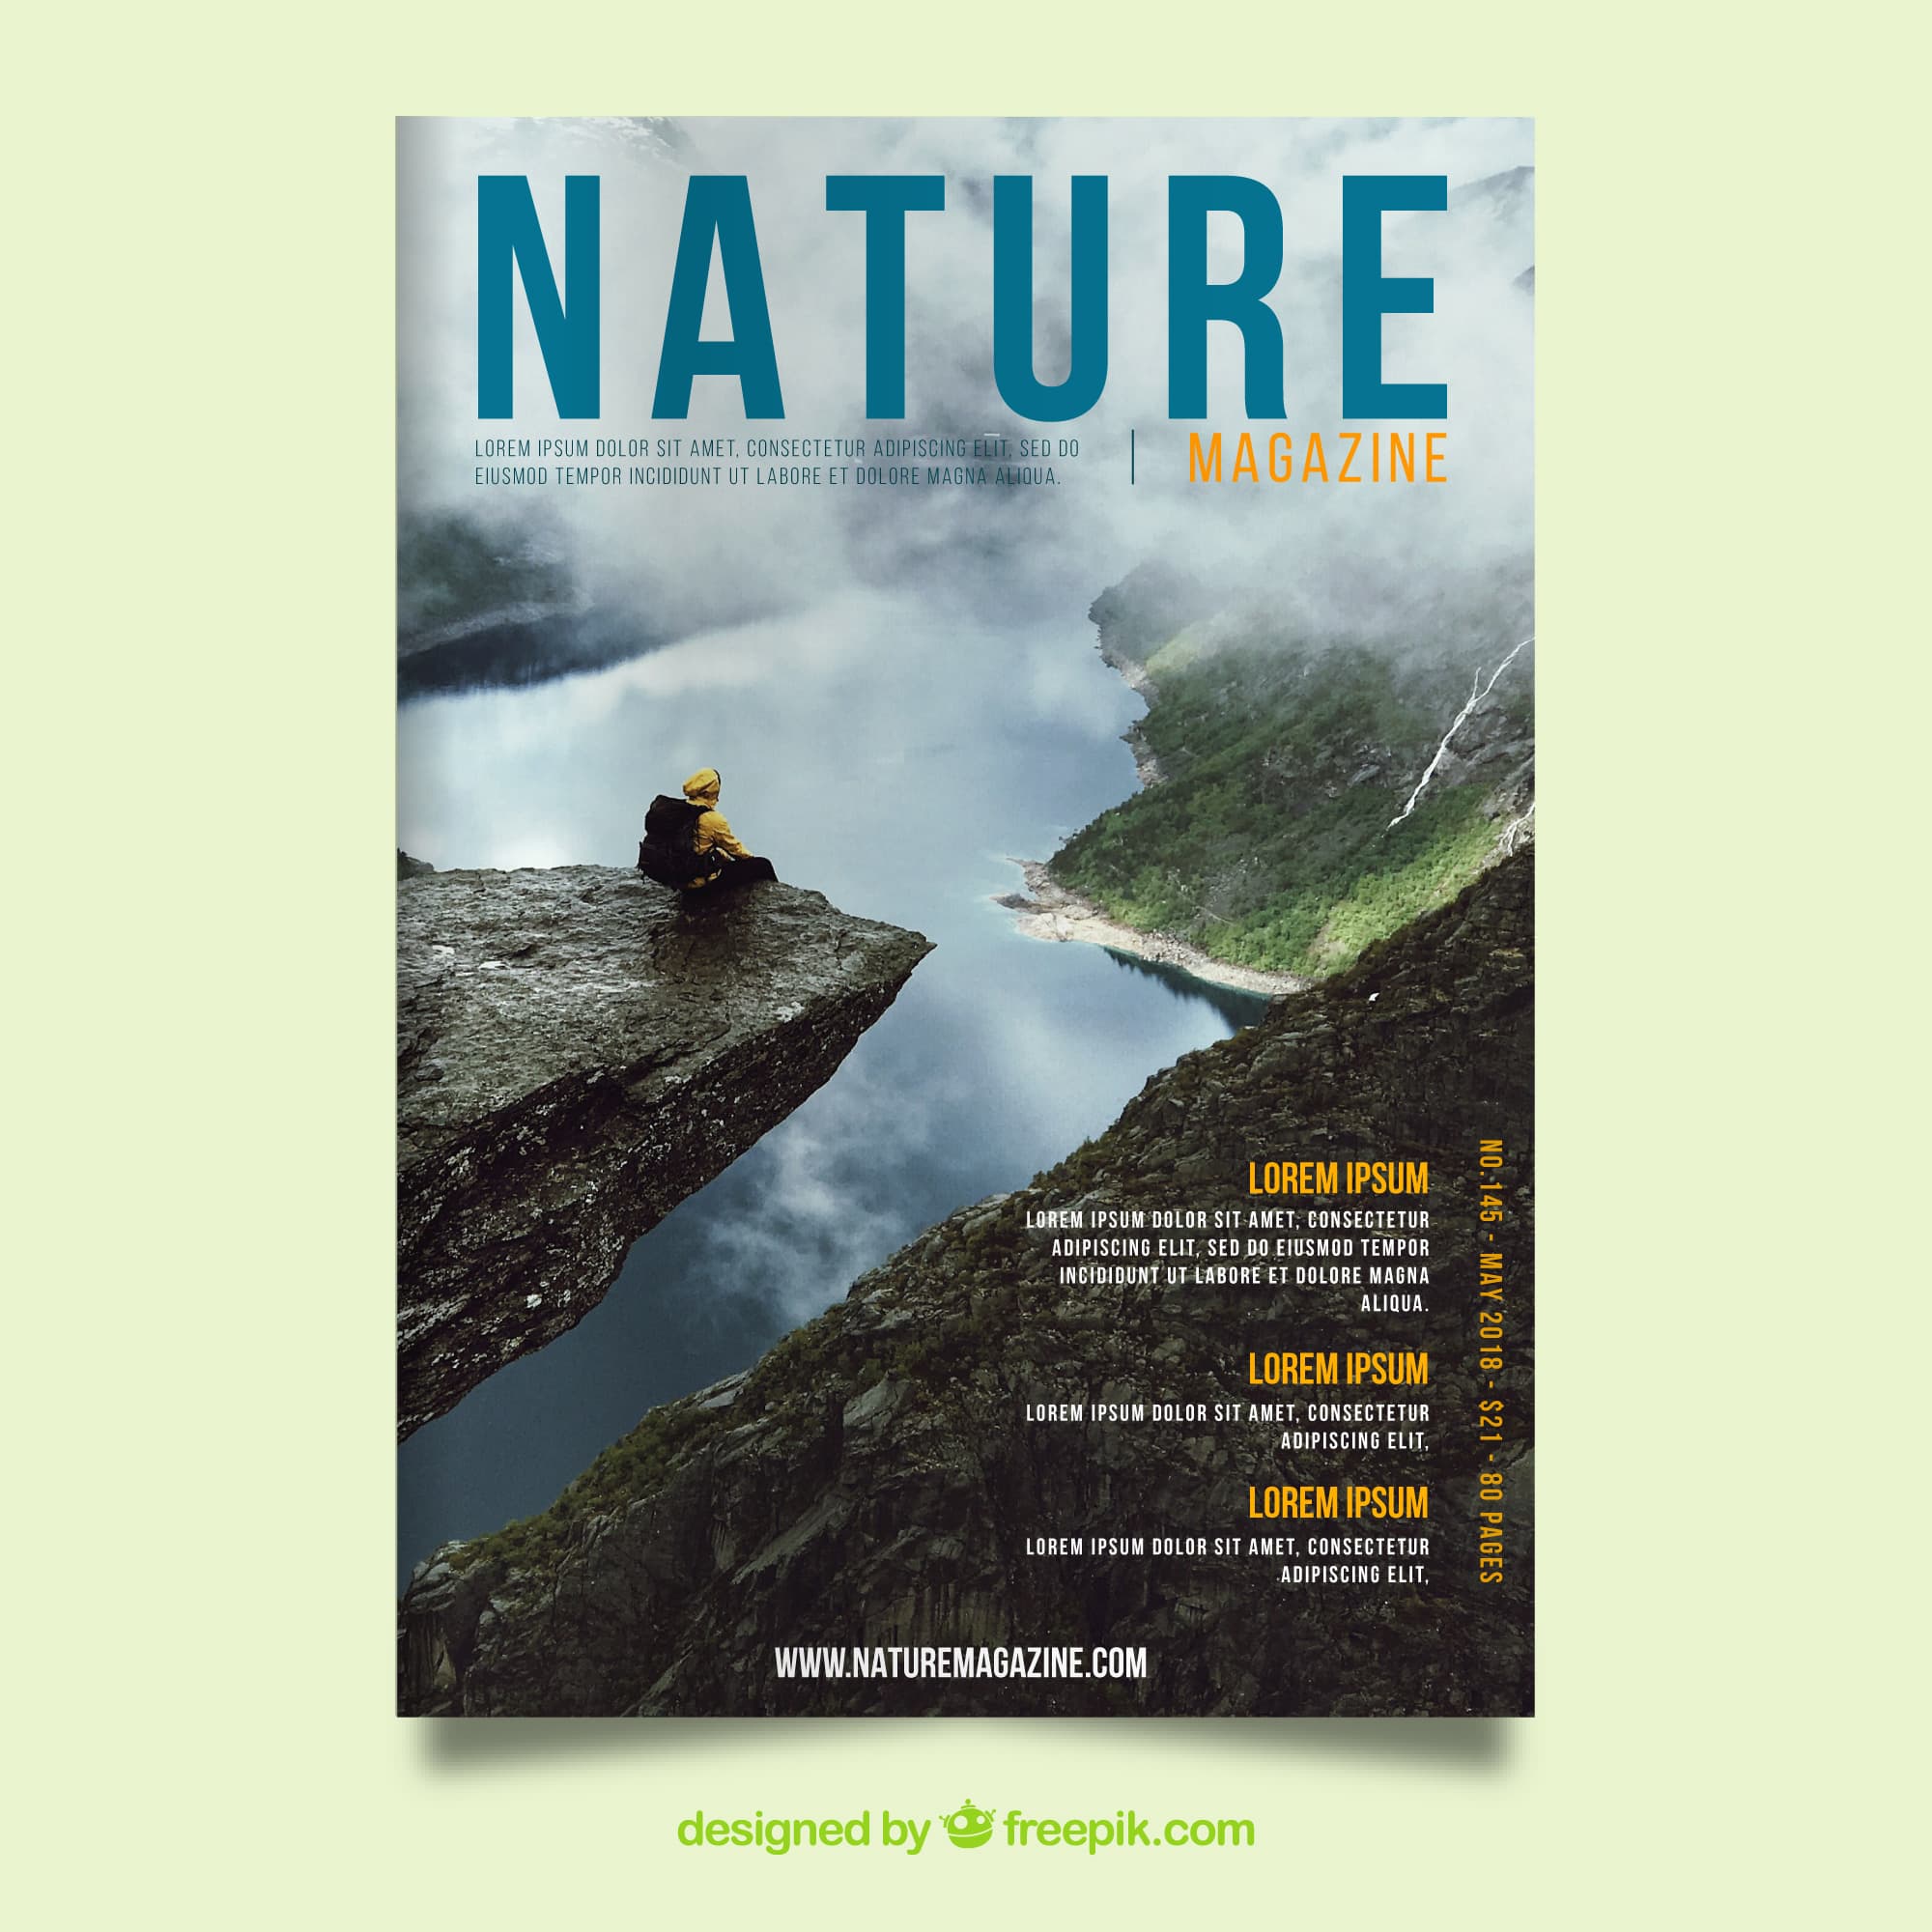 NATURE
LOREM IPSUM DOLOR SIT AMET, CONSECTETUR ADIPISCING ELIT, SED DO
EIUSMOD TEMPOR INCIDIDUNT UT LABORE ET DOLORE MAGNA ALIQUA.
MAGAZINE
LOREM IPSUM
LOREM IPSUM DOLOR SIT AMET, CONSECTETUR
ADIPISCING ELIT, SED DO EIUSMOD TEMPOR
INCIDIDUNT UT LABORE ET DOLORE MAGNA
ALIQUA.
LOREM IPSUM
LOREM IPSUM DOLOR SIT AMET, CONSECTETUR
ADIPISCING ELIT,
LOREM IPSUM
LOREM IPSUM DOLOR SIT AMET, CONSECTETUR
ADIPISCING ELIT,
NO.145 - MAY 2018 - $21 - 80 PAGES
WWW.NATUREMAGAZINE.COM
designed by freepik.com